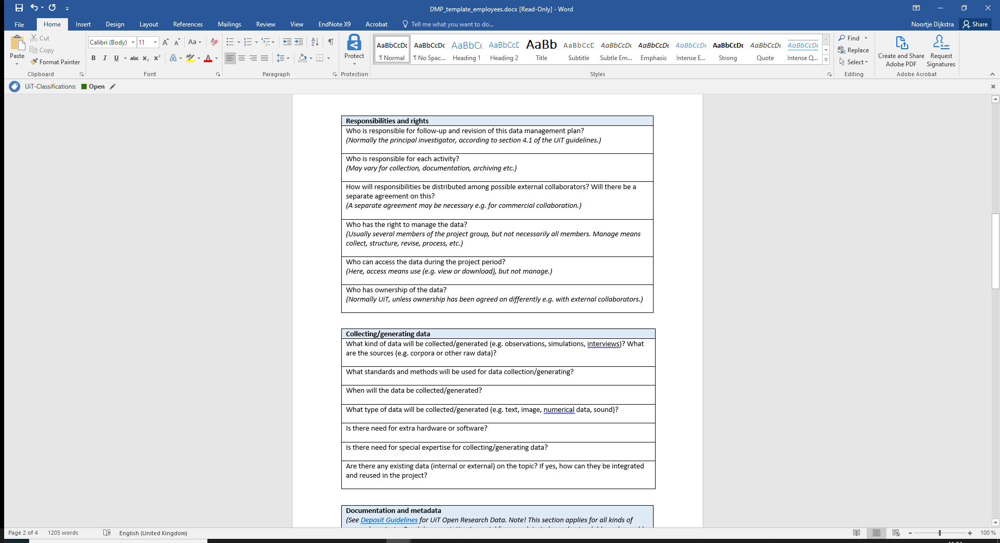 DMP_template_employees.docx [Read-Only] - Word
File Home Insert Design Layout References Mailings Review View EndNote X9 Acrobat Tell me what you want to do... Noortje Dijkstra Share
Paste
Cut
Copy
Format Painter
Clipboard
Calibri (Body) 11
Font
Paragraph
Protect
Protection
AaBbCcDc AaBbCcDc AaBbC AaBbCcD AaBb AaBbCcD AaBbCcDc AaBbCcDc AaBbCcDc AaBbCcDc AaBbCcDc AaBbCcDc
¶ Normal ¶ No Spac... Heading 1 Heading 2 Title Subtitle Subtle Em... Emphasis Intense E... Strong Quote Intense Q...
Styles
Find
Replace
Select
Editing
Create and Share Adobe PDF
Request Signatures
Adobe Acrobat
UiT-Classifications: Open
Responsibilities and rights
Who is responsible for follow-up and revision of this data management plan?
(Normally the principal investigator, according to section 4.1 of the UiT guidelines.)
Who is responsible for each activity?
(May vary for collection, documentation, archiving etc.)
How will responsibilities be distributed among possible external collaborators? Will there be a
separate agreement on this?
(A separate agreement may be necessary e.g. for commercial collaboration.)
Who has the right to manage the data?
(Usually several members of the project group, but not necessarily all members. Manage means
collect, structure, revise, process, etc.)
Who can access the data during the project period?
(Here, access means use (e.g. view or download), but not manage.)
Who has ownership of the data?
(Normally UiT, unless ownership has been agreed on differently e.g. with external collaborators.)
Collecting/generating data
What kind of data will be collected/generated (e.g. observations, simulations, interviews)? What
are the sources (e.g. corpora or other raw data)?
What standards and methods will be used for data collection/generating?
When will the data be collected/generated?
What type of data will be collected/generated (e.g. text, image, numerical data, sound)?
Is there need for extra hardware or software?
Is there need for special expertise for collecting/generating data?
Are there any existing data (internal or external) on the topic? If yes, how can they be integrated
and reused in the project?
Documentation and metadata
(See Deposit Guidelines for UiT Open Research Data. Note! This section applies for all kinds of
Page 2 of 4 1205 words English (United Kingdom) 100 %